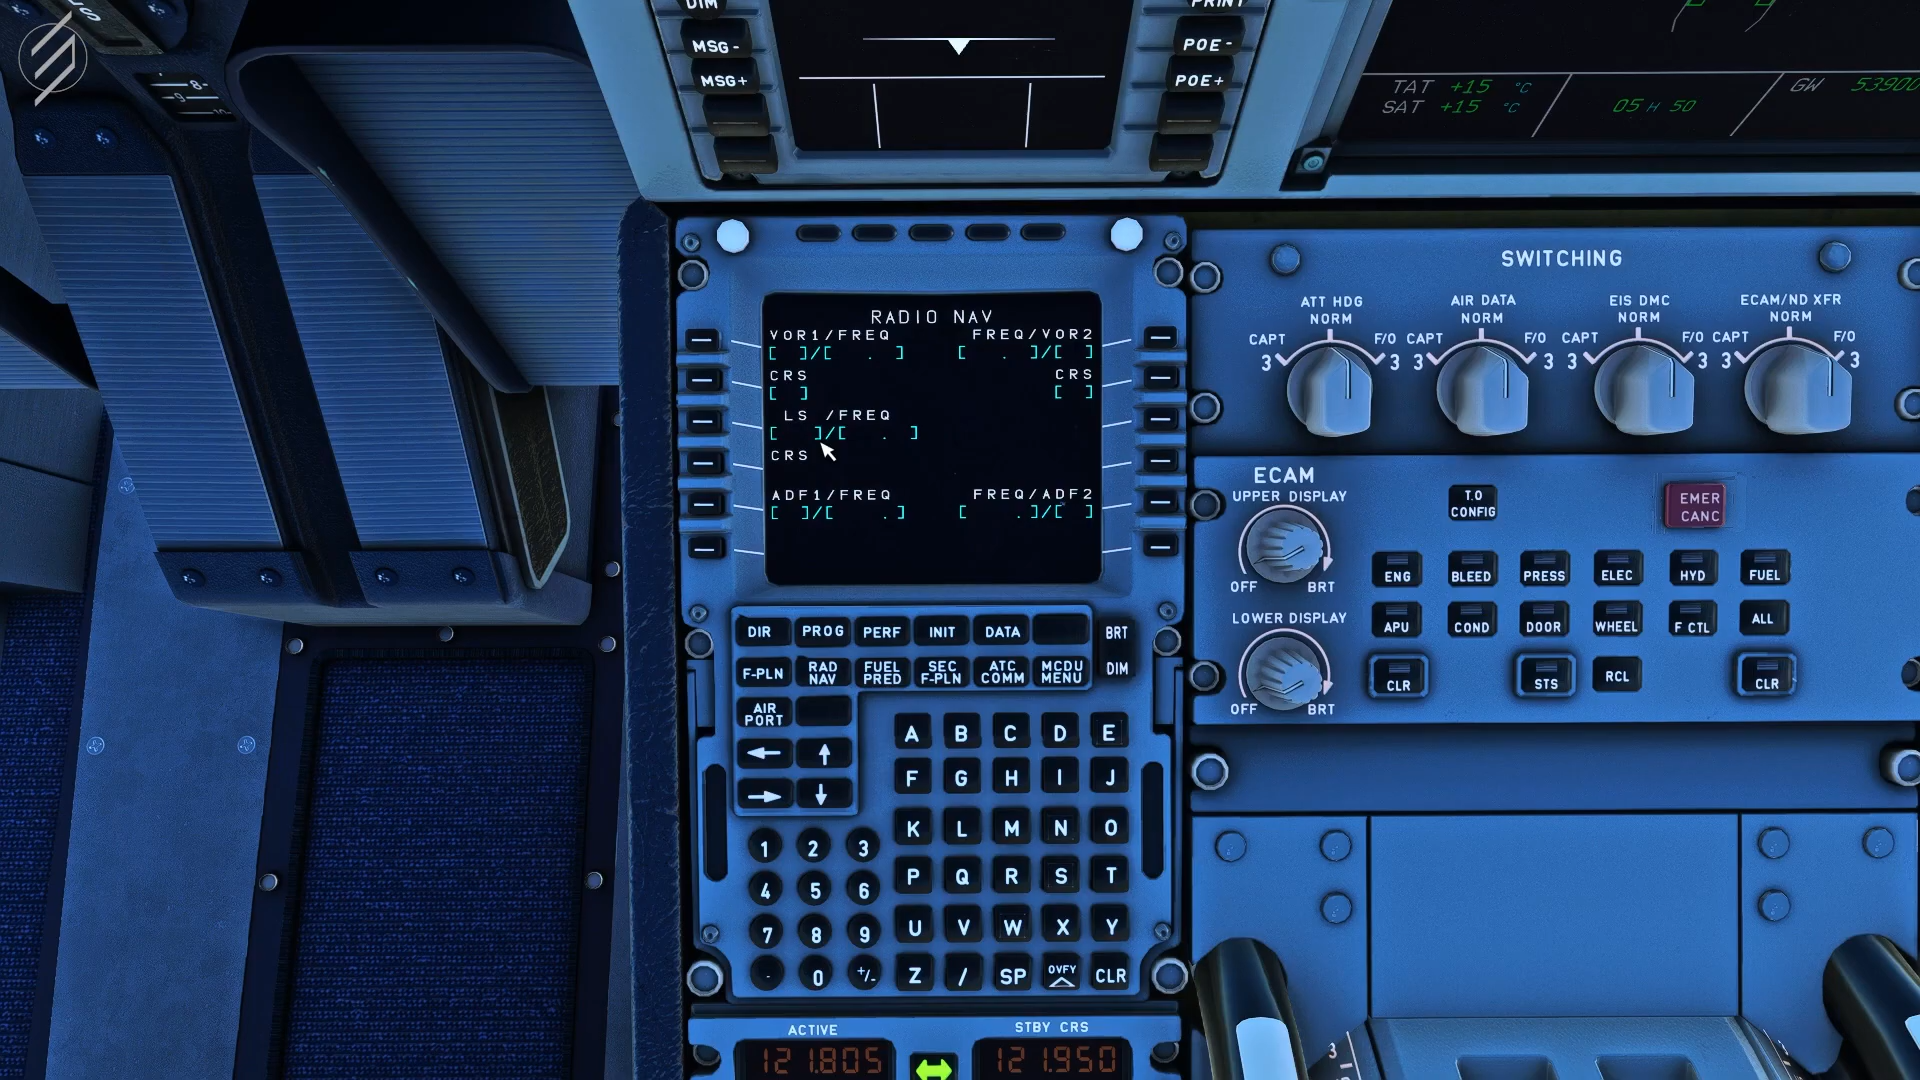 DIM
MSG-
MSG+
PRINT
POE-
POE+
8-
9
10
TAT +15 °C
SAT +15 °C
05 H 50
GW 53900
RADIO NAV
VOR1/FREQ FREQ/VOR2
[ ]/[ . ] [ . ]/[ ]
CRS CRS
[ ] [ ]
LS /FREQ
[ ]/[ . ]
CRS
ADF1/FREQ FREQ/ADF2
[ ]/[ . ] [ . ]/[ ]
DIR PROG PERF INIT DATA BRT
F-PLN RAD NAV FUEL PRED SEC F-PLN ATC COMM MCDU MENU DIM
AIR PORT
← ↑
→ ↓
A B C D E
F G H I J
K L M N O
P Q R S T
U V W X Y
Z / SP OVFY CLR
1 2 3
4 5 6
7 8 9
. 0 +/-
ACTIVE STBY CRS
121.805 121.950
SWITCHING
ATT HDG AIR DATA EIS DMC ECAM/ND XFR
NORM NORM NORM NORM
CAPT F/O CAPT F/O CAPT F/O CAPT F/O
3 3 3 3 3 3 3 3
ECAM
UPPER DISPLAY
OFF BRT
LOWER DISPLAY
OFF BRT
T.O CONFIG
EMER CANC
ENG BLEED PRESS ELEC HYD FUEL
APU COND DOOR WHEEL F CTL ALL
CLR STS RCL CLR
3